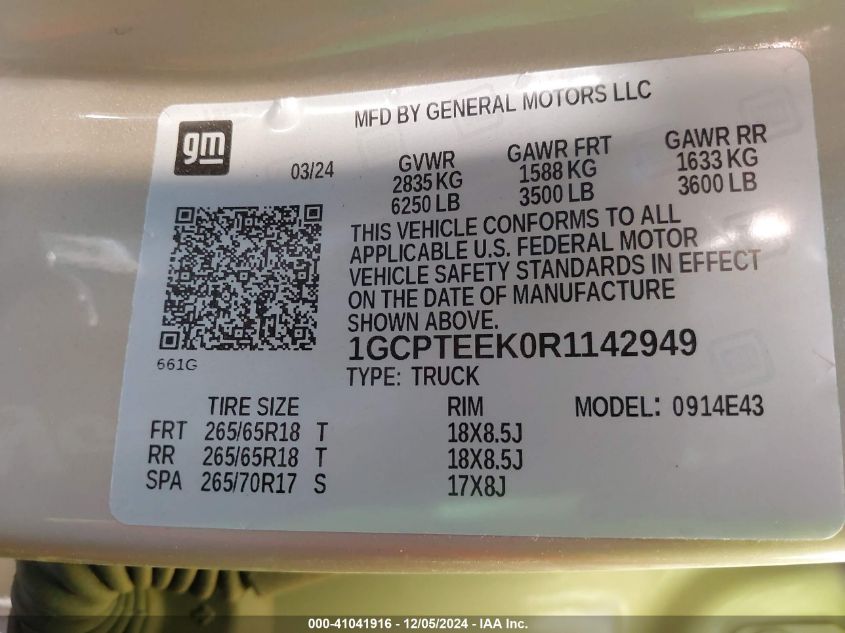 MFD BY GENERAL MOTORS LLC
gm
03/24
GVWR GAWR FRT GAWR RR
2835 KG 1588 KG 1633 KG
6250 LB 3500 LB 3600 LB
THIS VEHICLE CONFORMS TO ALL
APPLICABLE U.S. FEDERAL MOTOR
VEHICLE SAFETY STANDARDS IN EFFECT
ON THE DATE OF MANUFACTURE
SHOWN ABOVE.
661G
1GCPTEEK0R1142949
TYPE: TRUCK
TIRE SIZE RIM MODEL: 0914E43
FRT 265/65R18 T 18X8.5J
RR 265/65R18 T 18X8.5J
SPA 265/70R17 S 17X8J
000-41041916 - 12/05/2024 - IAA Inc.